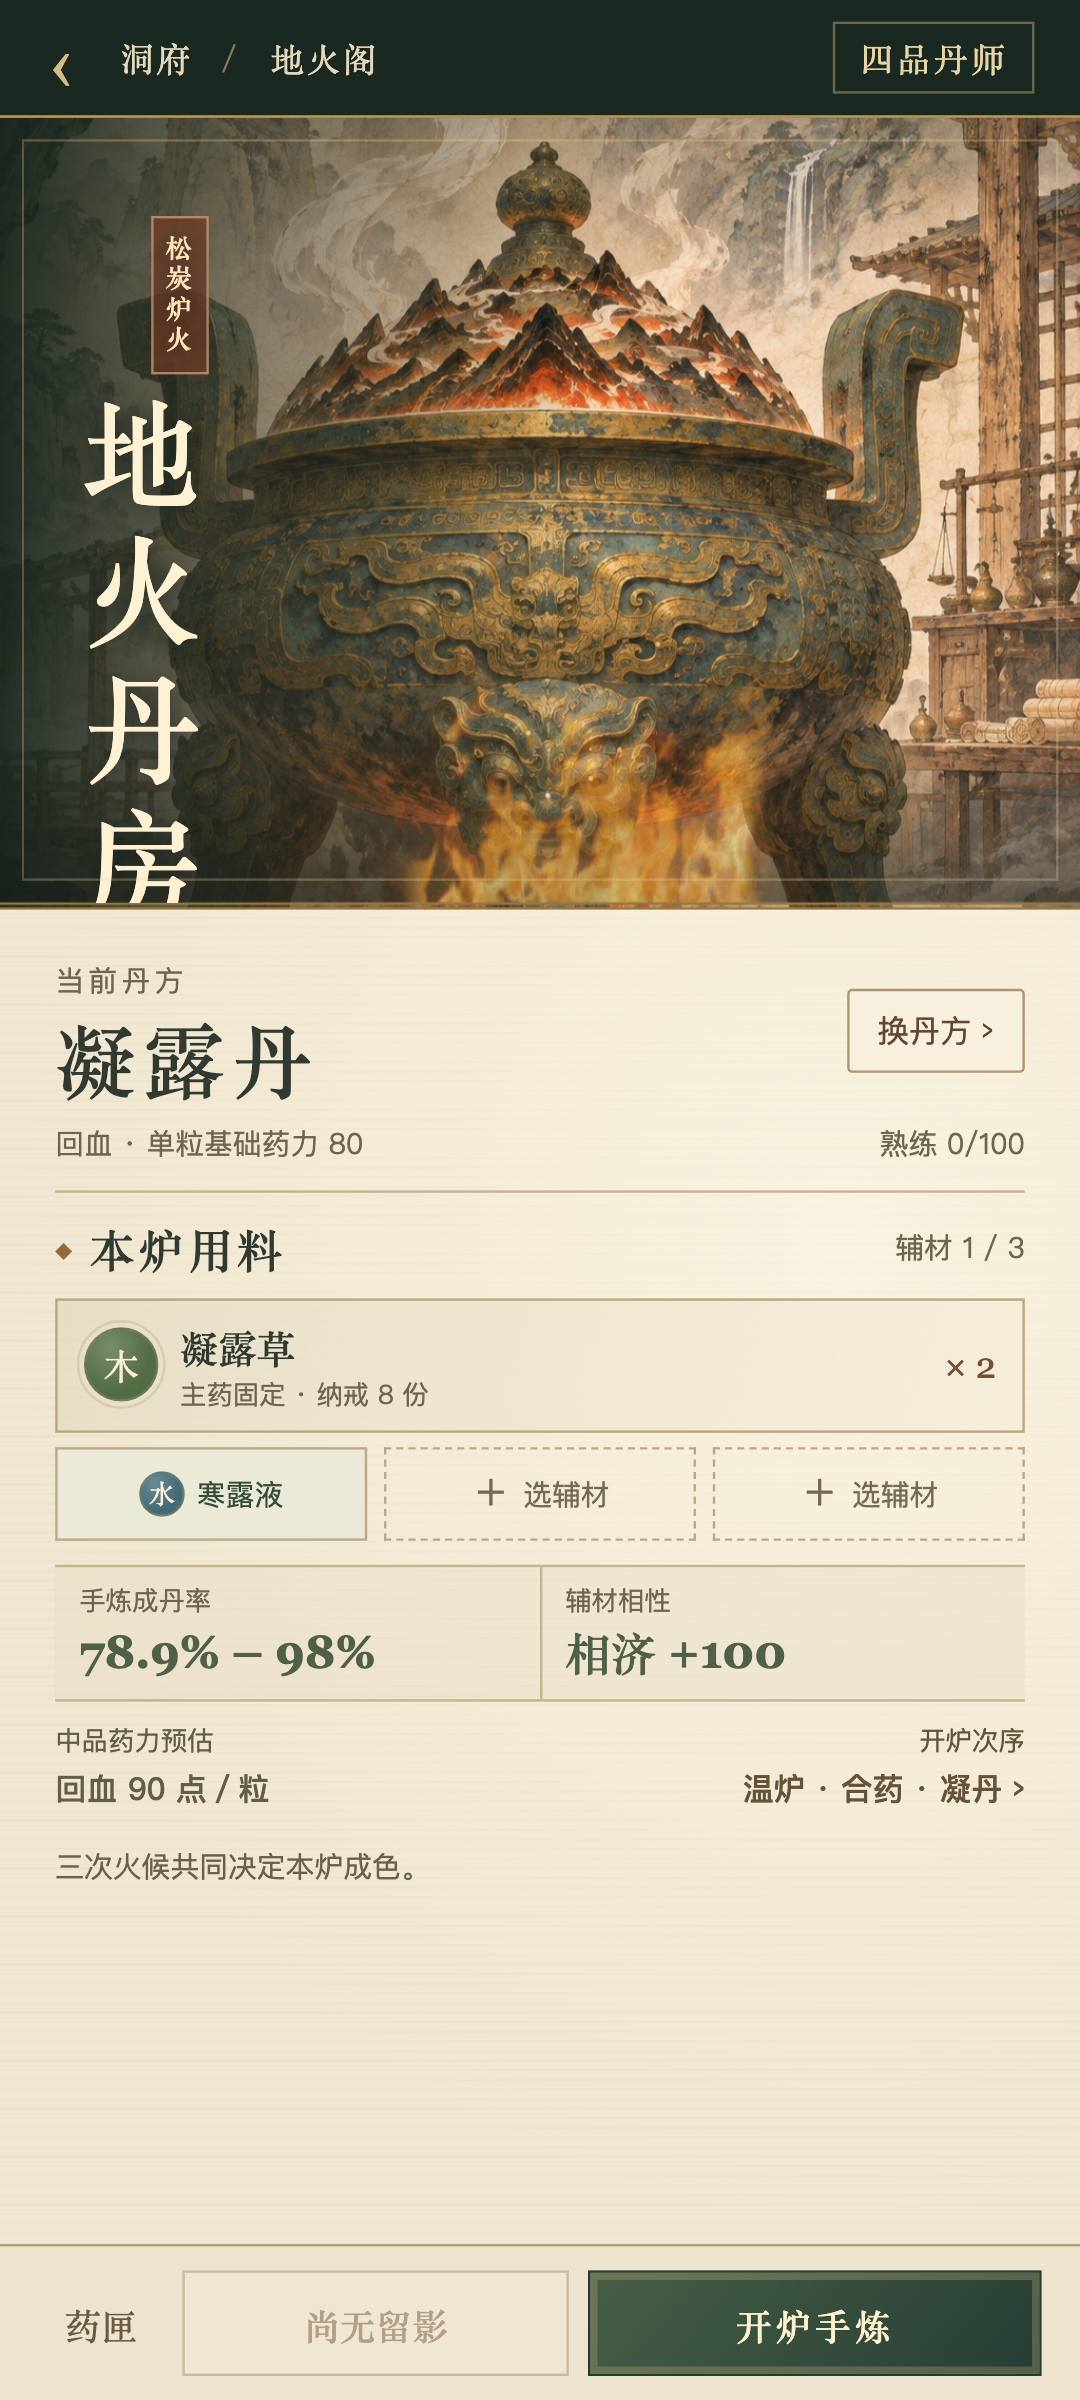 ‹ 洞府 / 地火阁
四品丹师
松炭炉火
地火丹房
当前丹方
凝露丹
换丹方 ›
回血 · 单粒基础药力 80
熟练 0/100
本炉用料
辅材 1 / 3
木
凝露草
主药固定 · 纳戒 8 份
× 2
水 寒露液
+ 选辅材
+ 选辅材
手炼成丹率
78.9% – 98%
辅材相性
相济 +100
中品药力预估
回血 90 点 / 粒
开炉次序
温炉 · 合药 · 凝丹 ›
三次火候共同决定本炉成色。
药匣
尚无留影
开炉手炼